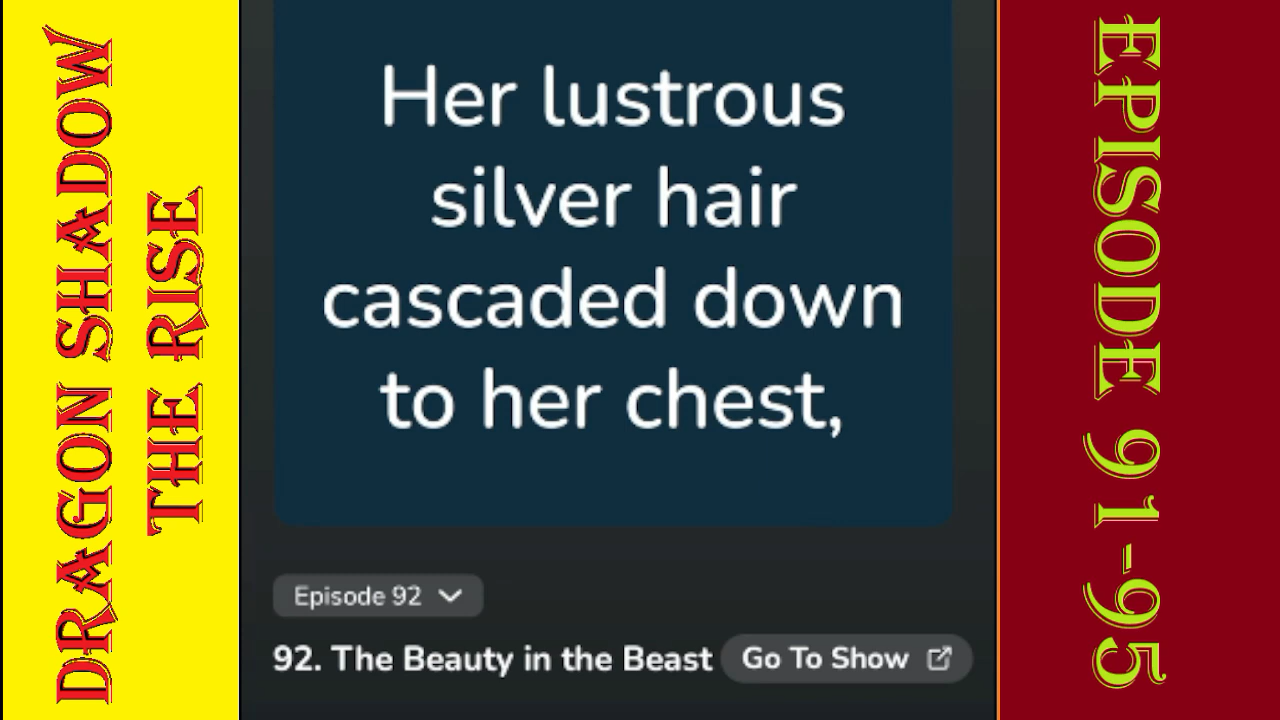 DRAGON SHADOW
THE RISE
Her lustrous
silver hair
cascaded down
to her chest,
Episode 92
92. The Beauty in the Beast
Go To Show
EPISODE 91-95